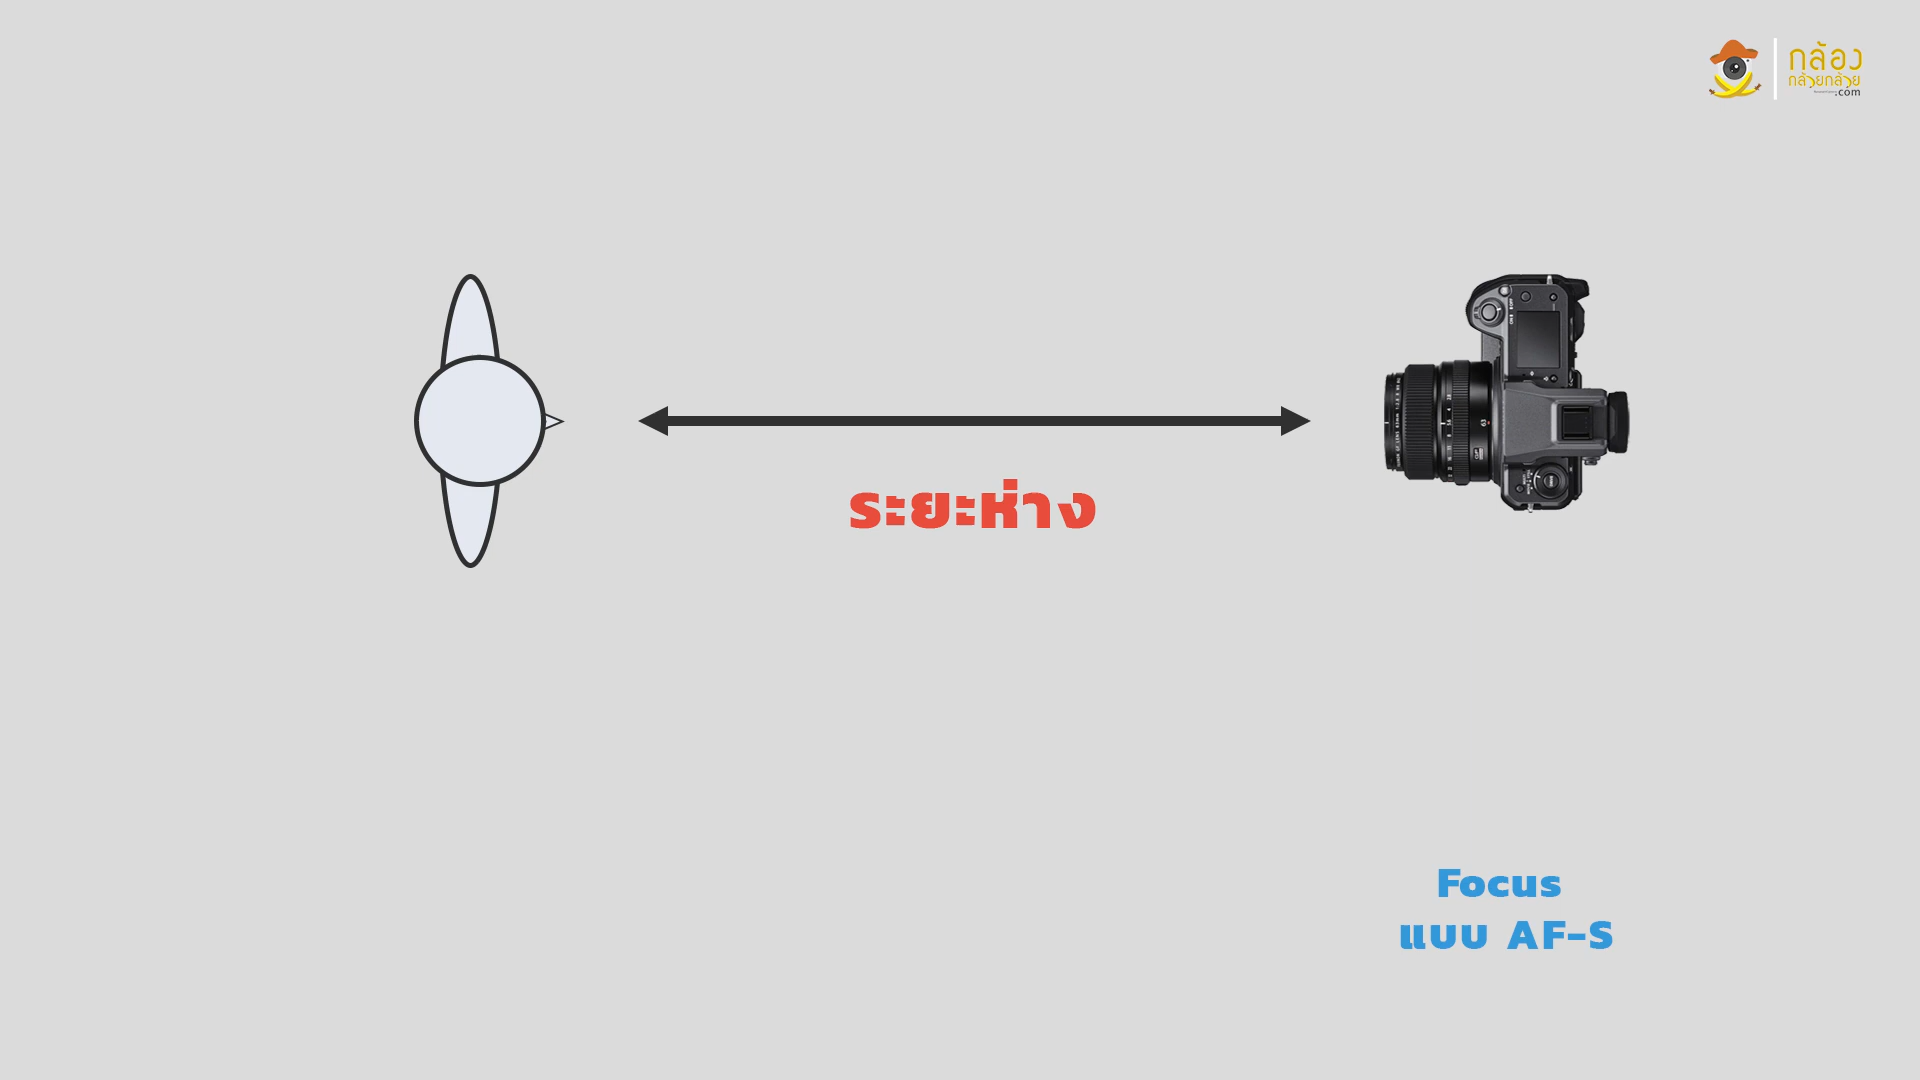 กล้อง
กล้วยกล้วย
.com
ระยะห่าง
Focus
แบบ AF-S